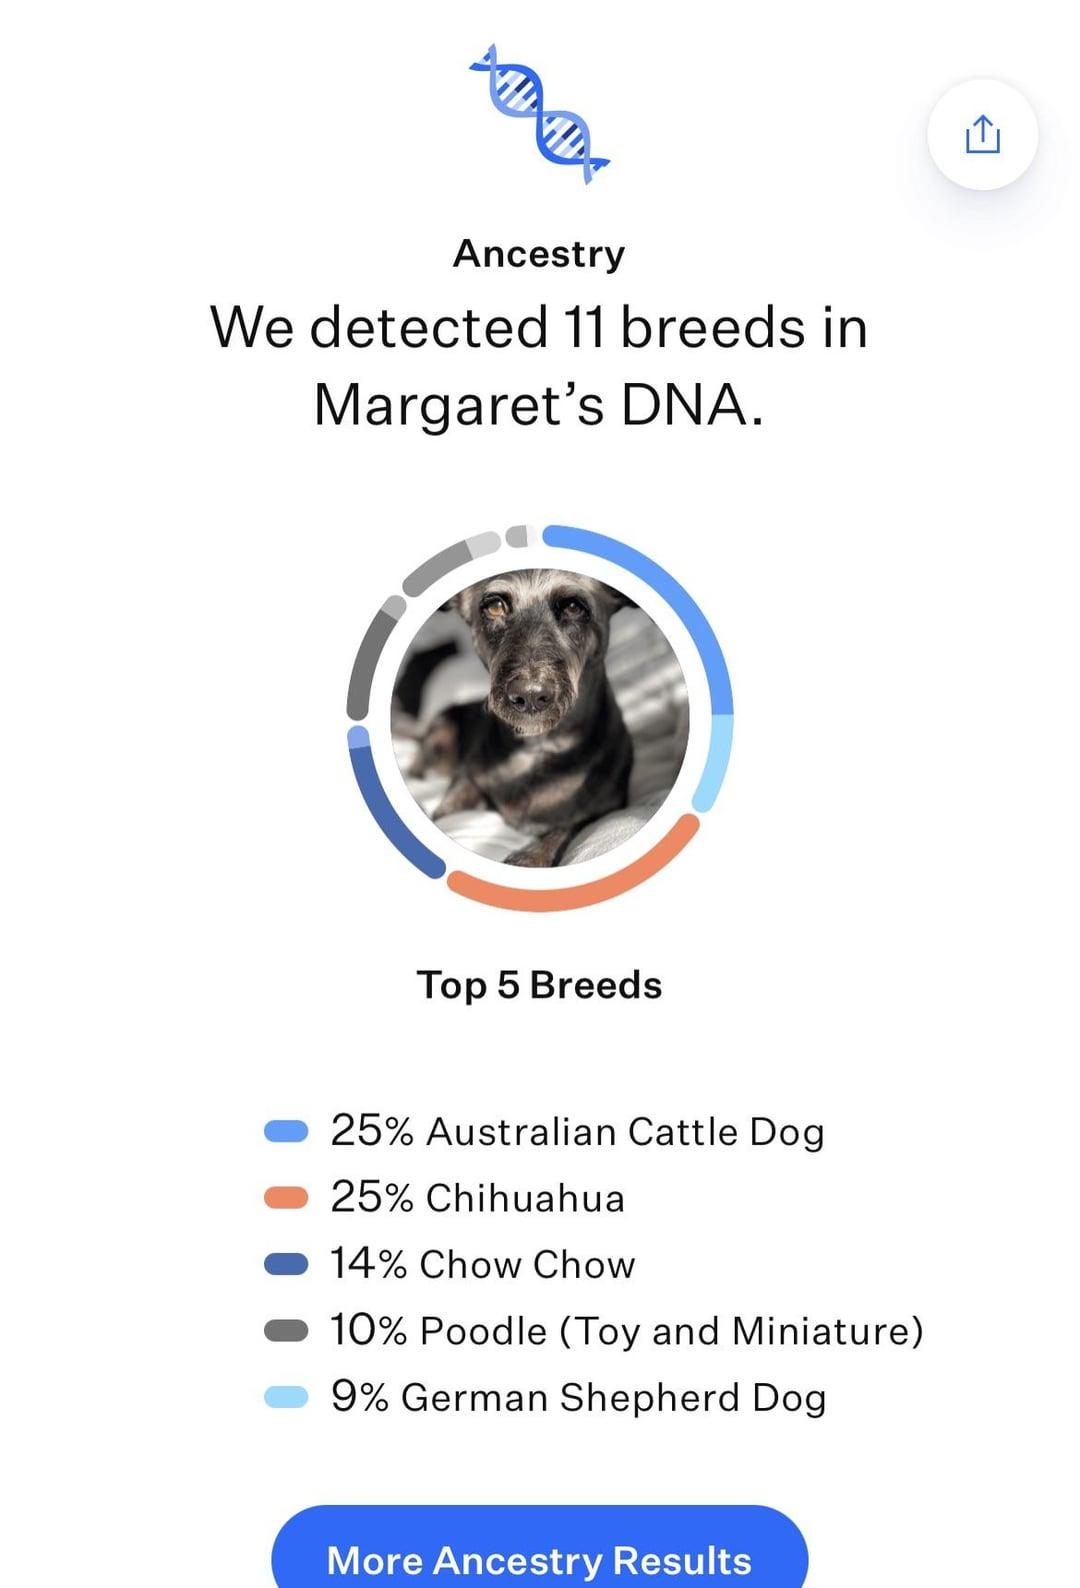 Ancestry
We detected 11 breeds in
Margaret’s DNA.
Top 5 Breeds
25% Australian Cattle Dog
25% Chihuahua
14% Chow Chow
10% Poodle (Toy and Miniature)
9% German Shepherd Dog
More Ancestry Results